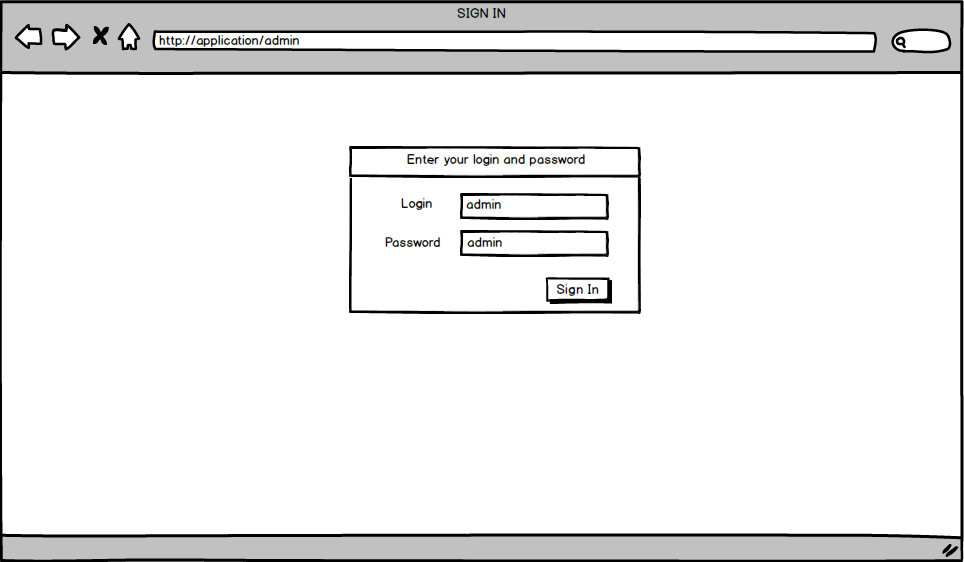 SIGN IN
http://application/admin
Enter your login and password
Login admin
Password admin
Sign In